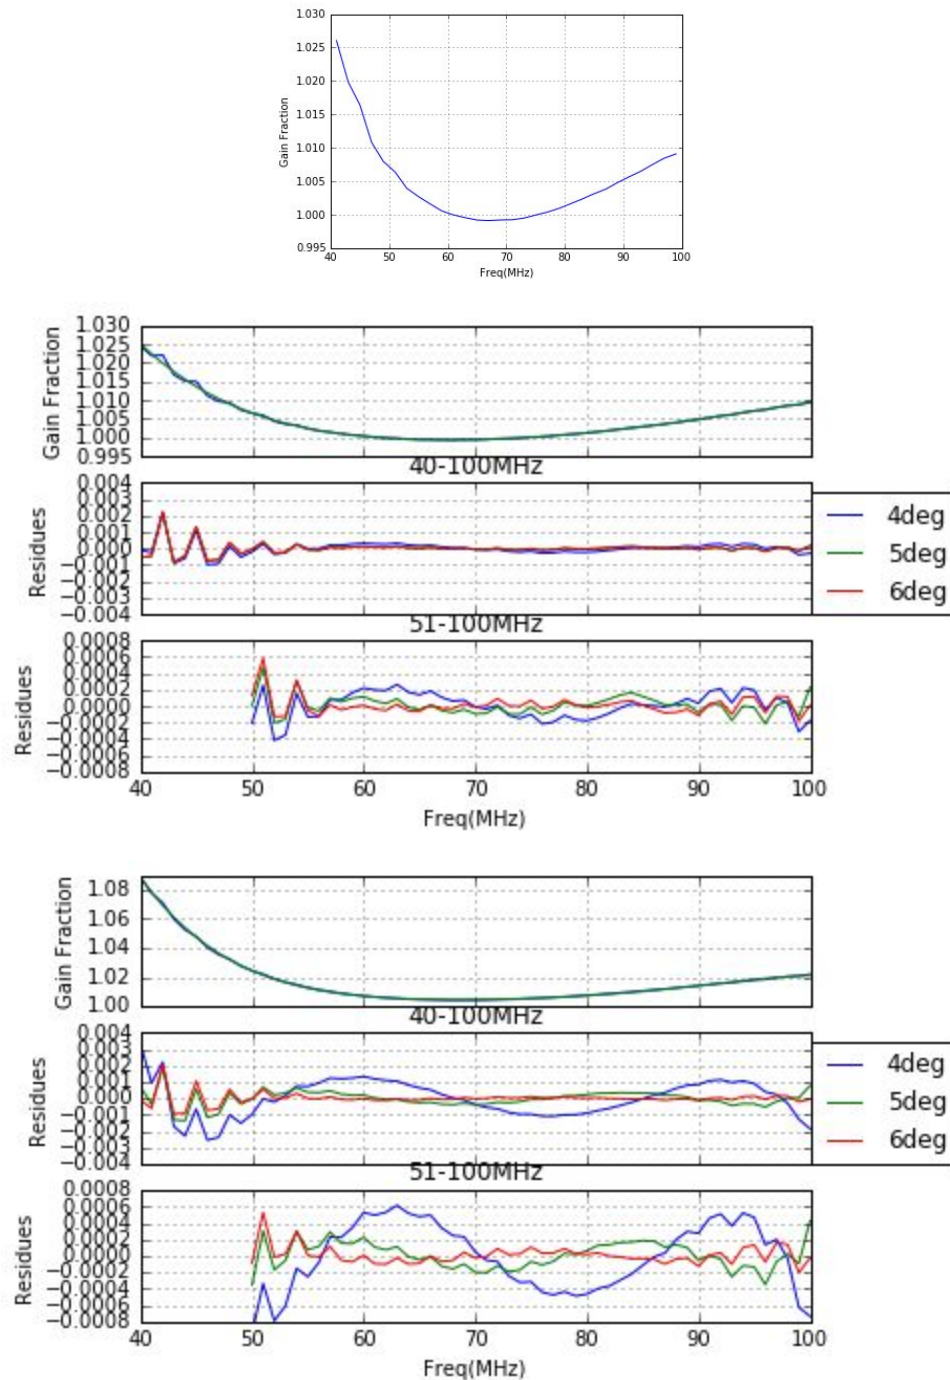 1.030
1.025
1.020
1.015
1.010
1.005
1.000
0.995
Gain Fraction
40 50 60 70 80 90 100
Freq(MHz)
1.030
1.025
1.020
1.015
1.010
1.005
1.000
0.995
Gain Fraction
40-100MHz
0.004
0.003
0.002
0.001
0.000
−0.001
−0.002
−0.003
−0.004
Residues
4deg
5deg
6deg
51-100MHz
0.0008
0.0006
0.0004
0.0002
0.0000
−0.0002
−0.0004
−0.0006
−0.0008
Residues
40 50 60 70 80 90 100
Freq(MHz)
1.08
1.06
1.04
1.02
1.00
Gain Fraction
40-100MHz
0.004
0.003
0.002
0.001
0.000
−0.001
−0.002
−0.003
−0.004
Residues
4deg
5deg
6deg
51-100MHz
0.0008
0.0006
0.0004
0.0002
0.0000
−0.0002
−0.0004
−0.0006
−0.0008
Residues
40 50 60 70 80 90 100
Freq(MHz)